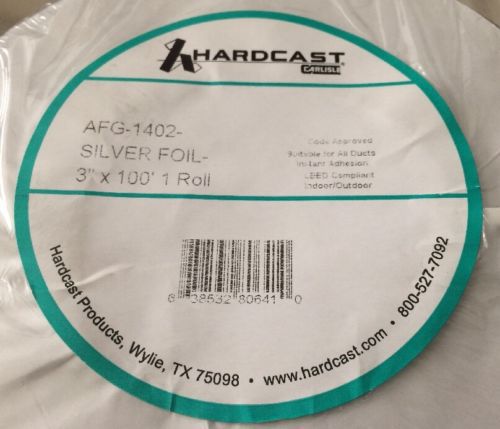 HARDCAST
CARLISLE
AFG-1402-
SILVER FOIL-
3" x 100' 1 Roll
Code Approved
Suitable for All Ducts
Instant Adhesion
LEED Compliant
Indoor/Outdoor
6 38532 80641 0
Hardcast Products, Wylie, TX 75098 • www.hardcast.com • 800-527-7092